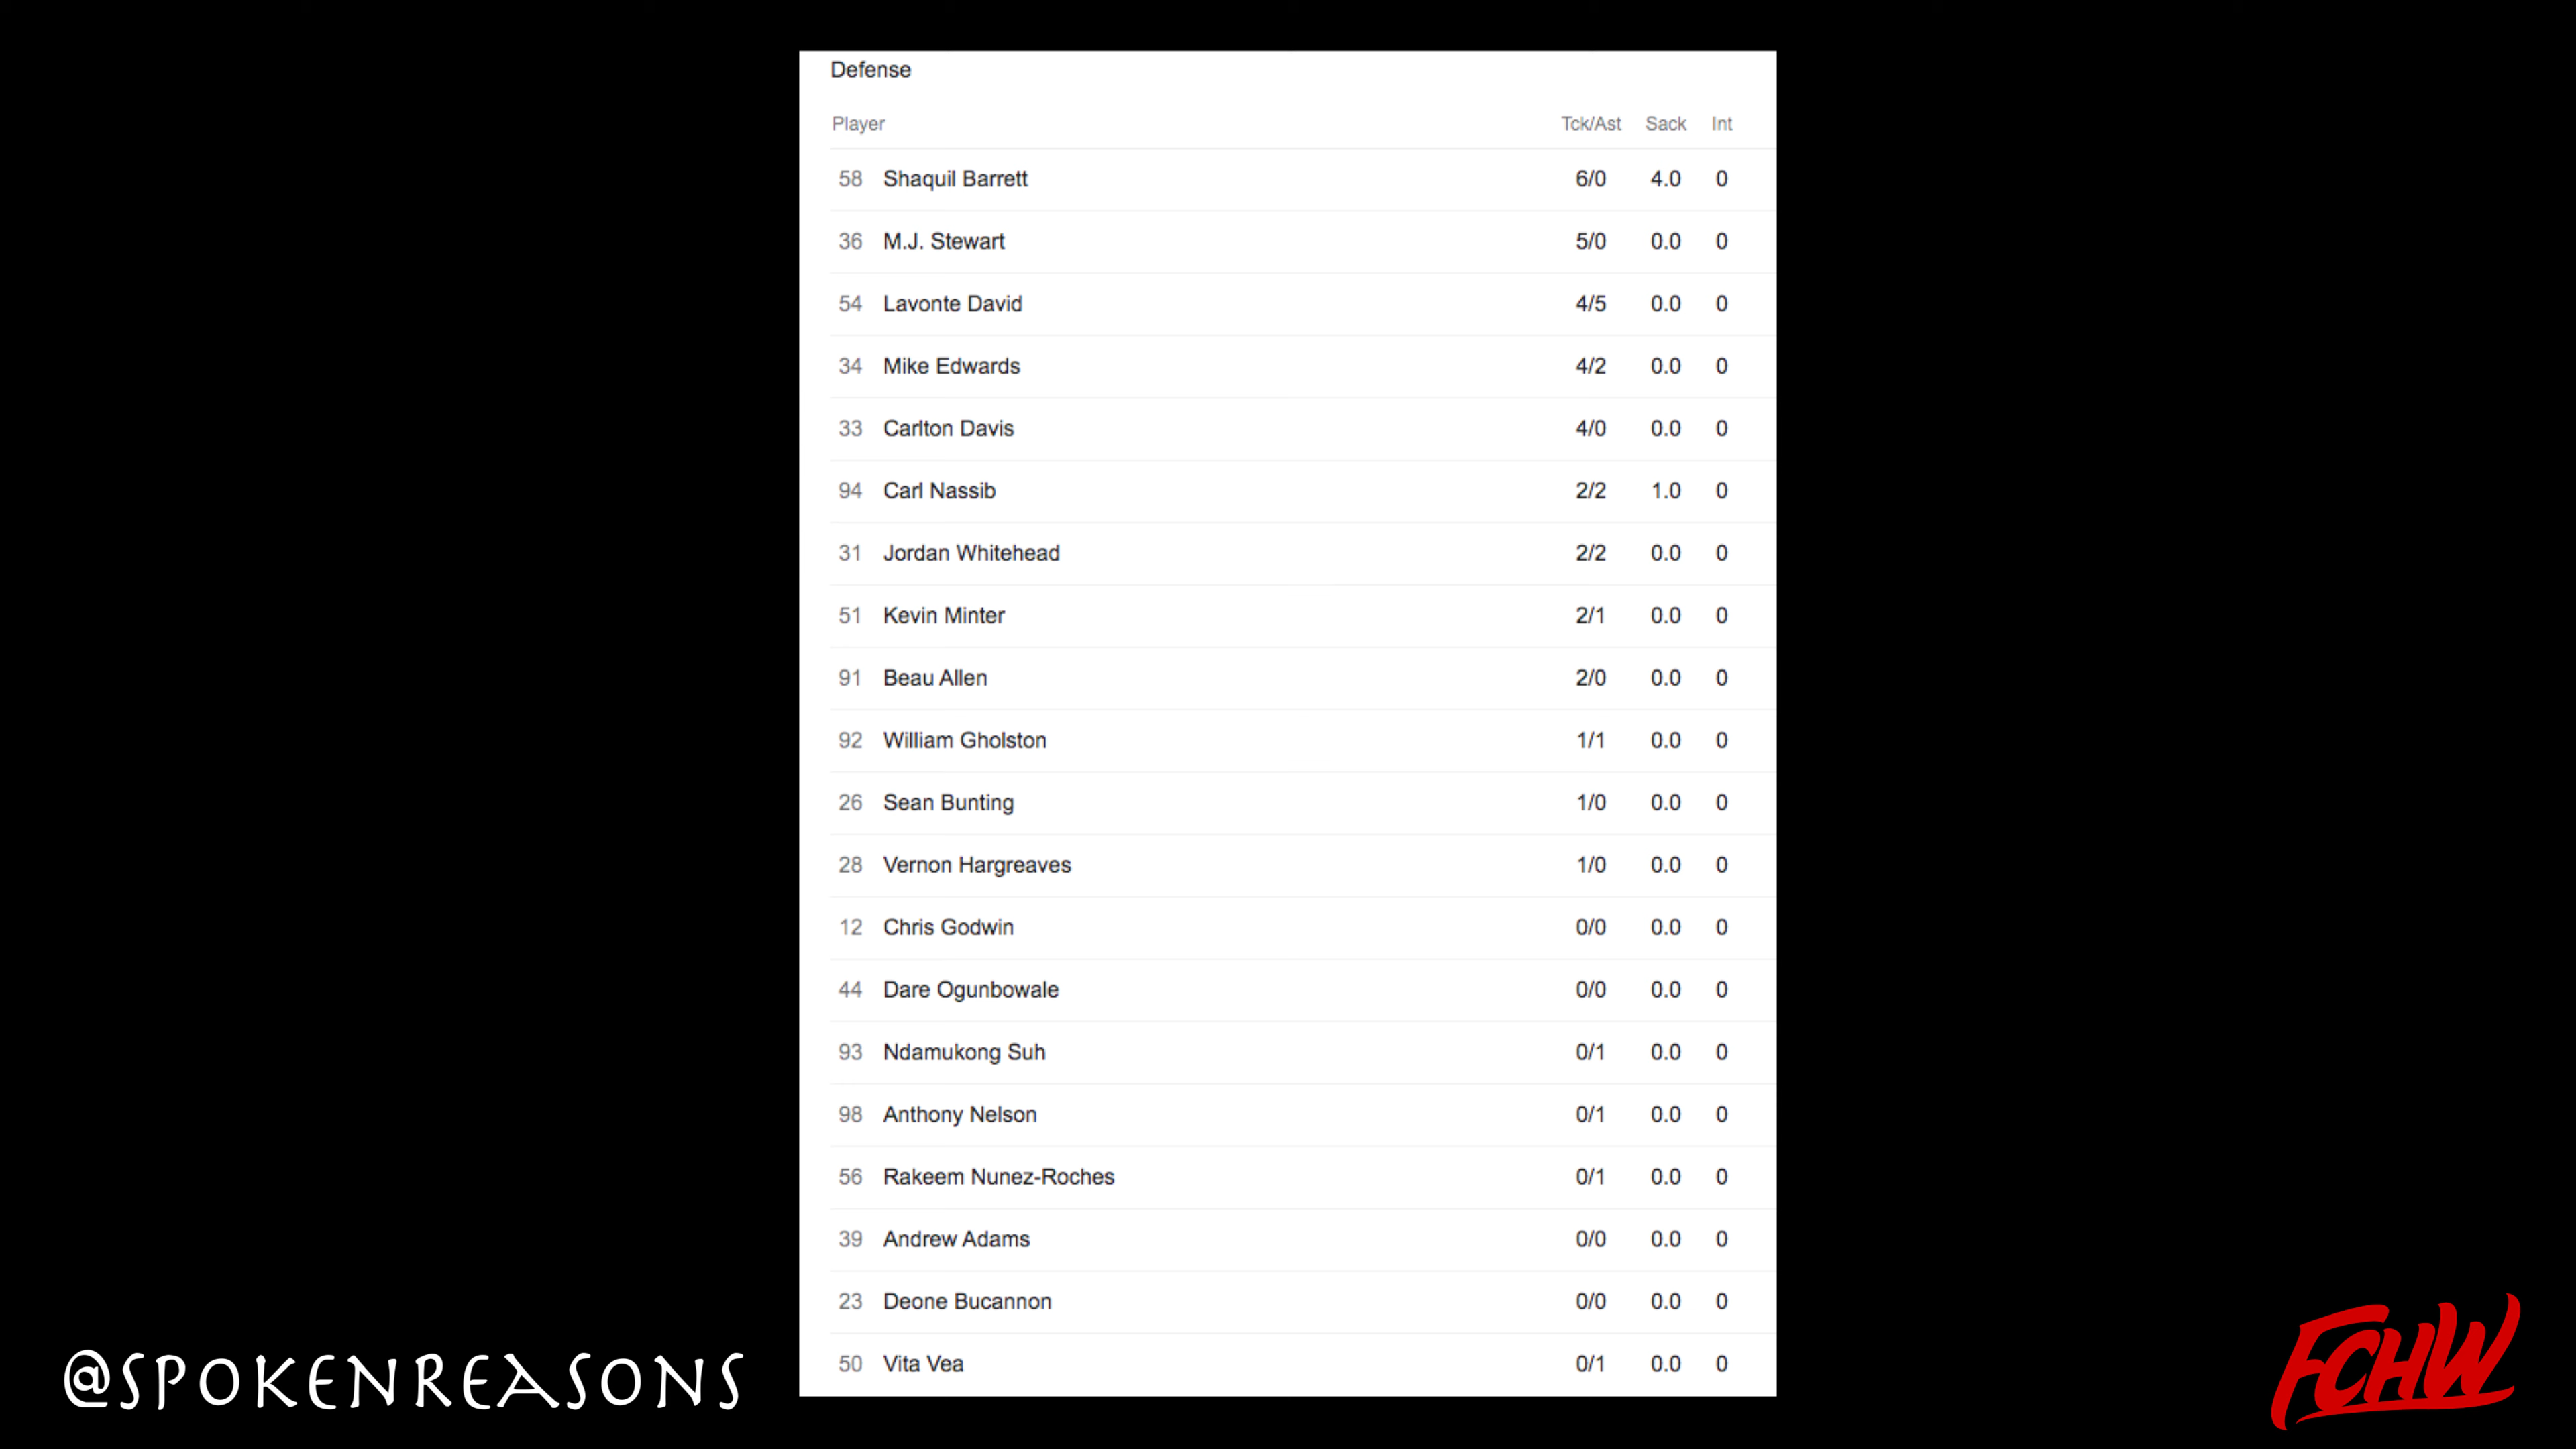 Defense
Player Tck/Ast Sack Int
58 Shaquil Barrett 6/0 4.0 0
36 M.J. Stewart 5/0 0.0 0
54 Lavonte David 4/5 0.0 0
34 Mike Edwards 4/2 0.0 0
33 Carlton Davis 4/0 0.0 0
94 Carl Nassib 2/2 1.0 0
31 Jordan Whitehead 2/2 0.0 0
51 Kevin Minter 2/1 0.0 0
91 Beau Allen 2/0 0.0 0
92 William Gholston 1/1 0.0 0
26 Sean Bunting 1/0 0.0 0
28 Vernon Hargreaves 1/0 0.0 0
12 Chris Godwin 0/0 0.0 0
44 Dare Ogunbowale 0/0 0.0 0
93 Ndamukong Suh 0/1 0.0 0
98 Anthony Nelson 0/1 0.0 0
56 Rakeem Nunez-Roches 0/1 0.0 0
39 Andrew Adams 0/0 0.0 0
23 Deone Bucannon 0/0 0.0 0
50 Vita Vea 0/1 0.0 0
@SPOKENREASONS
FCHW